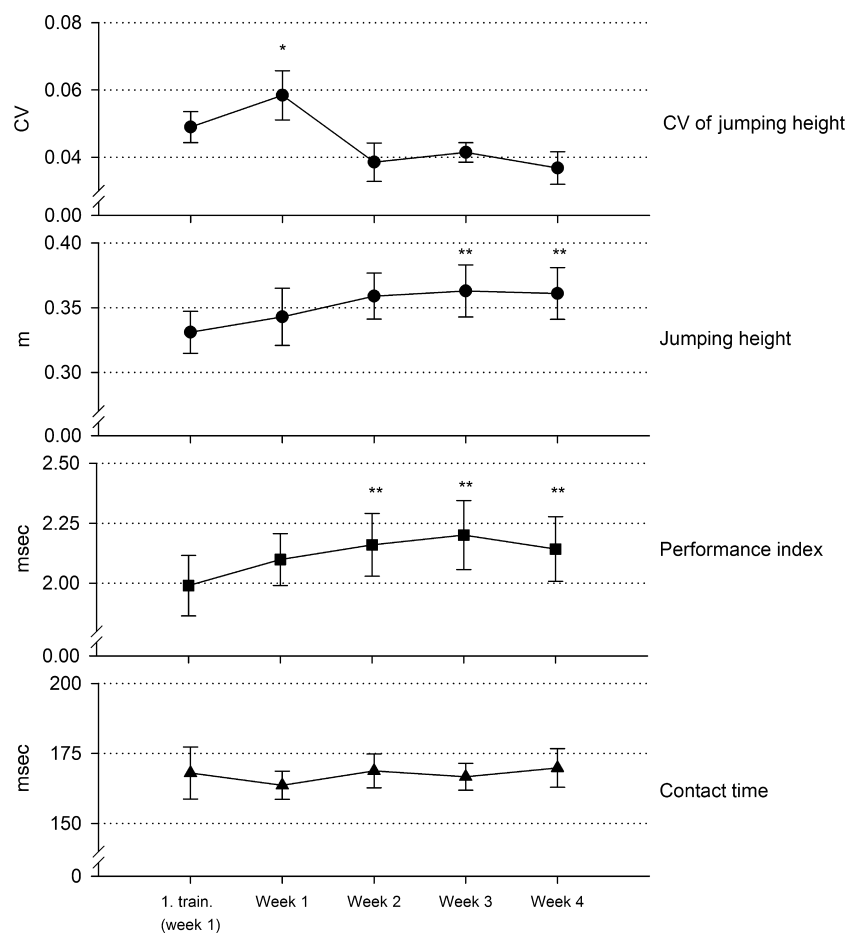 0.08
*
0.06
CV
CV of jumping height
0.04
0.00
0.40
** **
0.35
m
Jumping height
0.30
0.00
2.50
** ** **
2.25
msec
Performance index
2.00
0.00
200
175
msec
Contact time
150
0
1. train. Week 1 Week 2 Week 3 Week 4
(week 1)